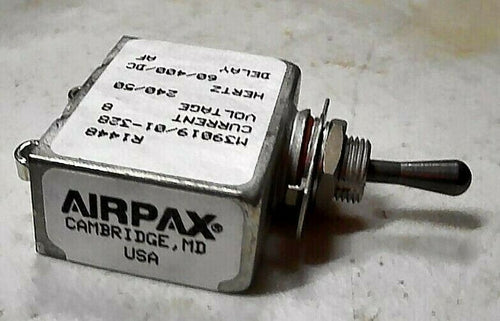 R1448
M39019/01-328
CURRENT 8
VOLTAGE 240/50
HERTZ 60/400/DC
DELAY AF
AIRPAX®
CAMBRIDGE, MD
USA